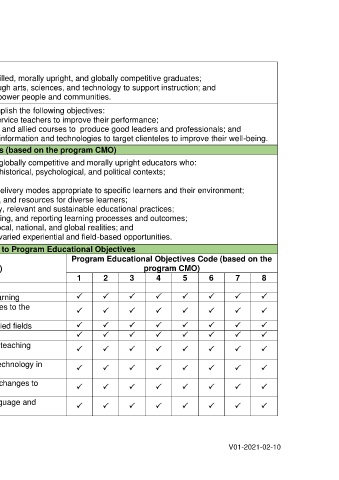 illed, morally upright, and globally competitive graduates;
ugh arts, sciences, and technology to support instruction; and
power people and communities.
plish the following objectives:
ervice teachers to improve their performance;
and allied courses to produce good leaders and professionals; and
information and technologies to target clienteles to improve their well-being.
s (based on the program CMO)
globally competitive and morally upright educators who:
historical, psychological, and political contexts;
elivery modes appropriate to specific learners and their environment;
, and resources for diverse learners;
y, relevant and sustainable educational practices;
ing, and reporting learning processes and outcomes;
ocal, national, and global realities; and
varied experiential and field-based opportunities.
to Program Educational Objectives
) Program Educational Objectives Code (based on the
program CMO)
1 2 3 4 5 6 7 8
arning ✓ ✓ ✓ ✓ ✓ ✓ ✓ ✓
es to the ✓ ✓ ✓ ✓ ✓ ✓ ✓ ✓
ied fields ✓ ✓ ✓ ✓ ✓ ✓ ✓ ✓
✓ ✓ ✓ ✓ ✓ ✓ ✓ ✓
teaching ✓ ✓ ✓ ✓ ✓ ✓ ✓ ✓
echnology in ✓ ✓ ✓ ✓ ✓ ✓ ✓ ✓
changes to ✓ ✓ ✓ ✓ ✓ ✓ ✓ ✓
guage and ✓ ✓ ✓ ✓ ✓ ✓ ✓ ✓
V01-2021-02-10